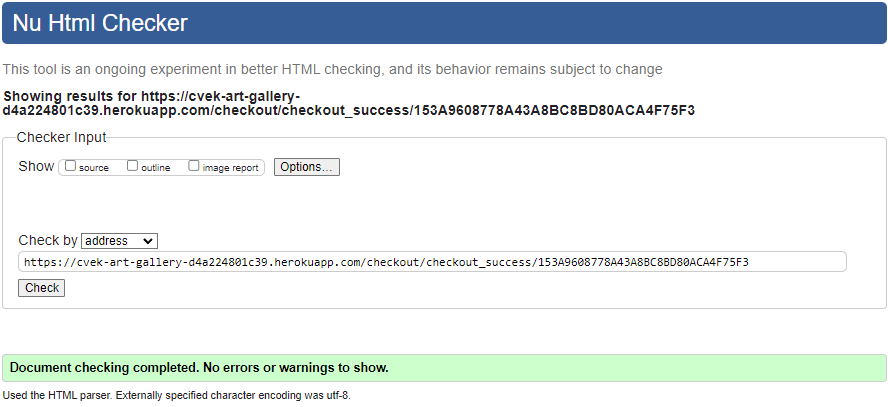 Nu Html Checker
This tool is an ongoing experiment in better HTML checking, and its behavior remains subject to change
Showing results for https://cvek-art-gallery-
d4a224801c39.herokuapp.com/checkout/checkout_success/153A9608778A43A8BC8BD80ACA4F75F3
Checker Input
Show source outline image report Options...
Check by address
https://cvek-art-gallery-d4a224801c39.herokuapp.com/checkout/checkout_success/153A9608778A43A8BC8BD80ACA4F75F3
Check
Document checking completed. No errors or warnings to show.
Used the HTML parser. Externally specified character encoding was utf-8.